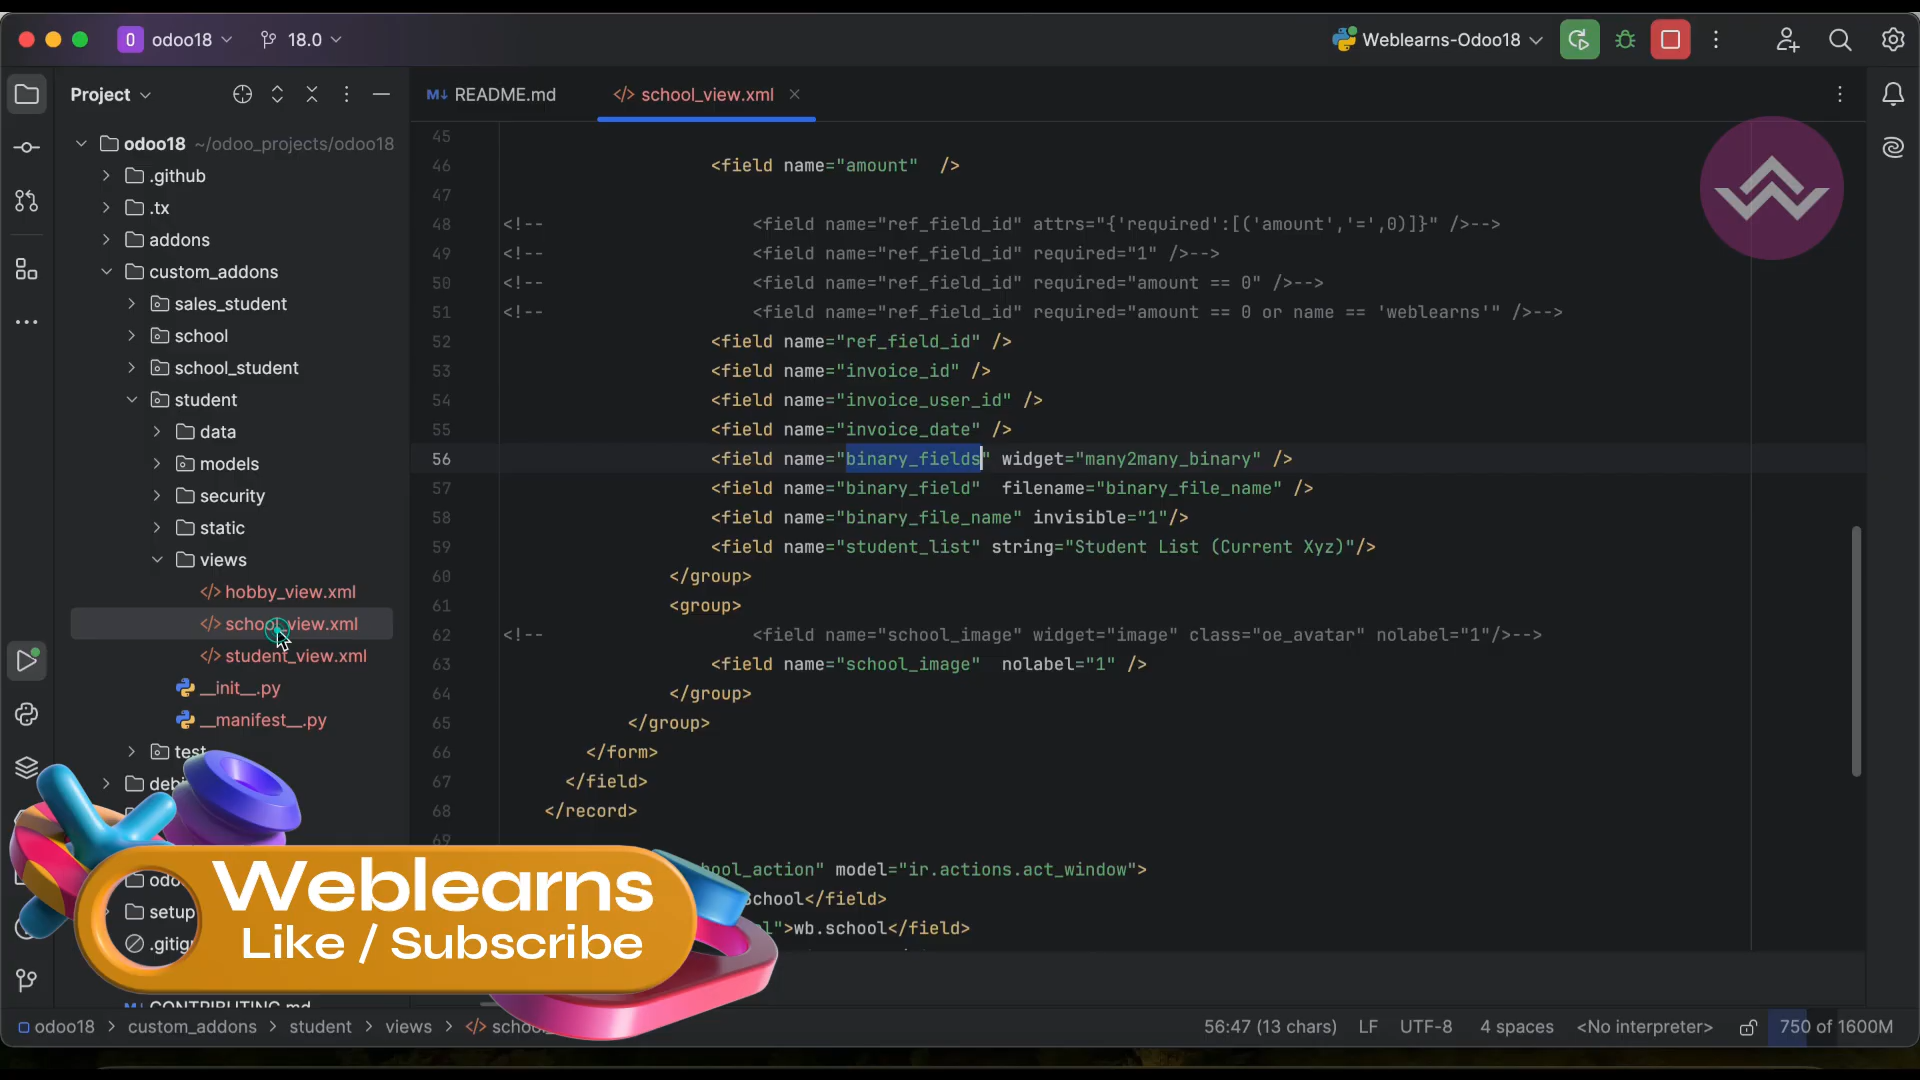 odoo18
18.0
Weblearns-Odoo18
Project
README.md
school_view.xml
odoo18 ~/odoo_projects/odoo18
.github
.tx
addons
custom_addons
sales_student
school
school_student
student
data
models
security
static
views
hobby_view.xml
school_view.xml
student_view.xml
__init__.py
__manifest__.py
test
setup
CONTRIBUTING.md
45
46 <field name="amount"  />
47
48 <!-- <field name="ref_field_id" attrs="{'required':[('amount','=',0)]}" />-->
49 <!-- <field name="ref_field_id" required="1" />-->
50 <!-- <field name="ref_field_id" required="amount == 0" />-->
51 <!-- <field name="ref_field_id" required="amount == 0 or name == 'weblearns'" />-->
52 <field name="ref_field_id" />
53 <field name="invoice_id" />
54 <field name="invoice_user_id" />
55 <field name="invoice_date" />
56 <field name="binary_fields" widget="many2many_binary" />
57 <field name="binary_field"  filename="binary_file_name" />
58 <field name="binary_file_name" invisible="1"/>
59 <field name="student_list" string="Student List (Current Xyz)"/>
60 </group>
61 <group>
62 <!-- <field name="school_image" widget="image" class="oe_avatar" nolabel="1"/>-->
63 <field name="school_image"  nolabel="1" />
64 </group>
65 </group>
66 </form>
67 </field>
68 </record>
69
hool_action" model="ir.actions.act_window">
School</field>
">wb.school</field>
Weblearns
Like / Subscribe
odoo18 > custom_addons > student > views >
56:47 (13 chars)
LF
UTF-8
4 spaces
<No interpreter>
750 of 1600M